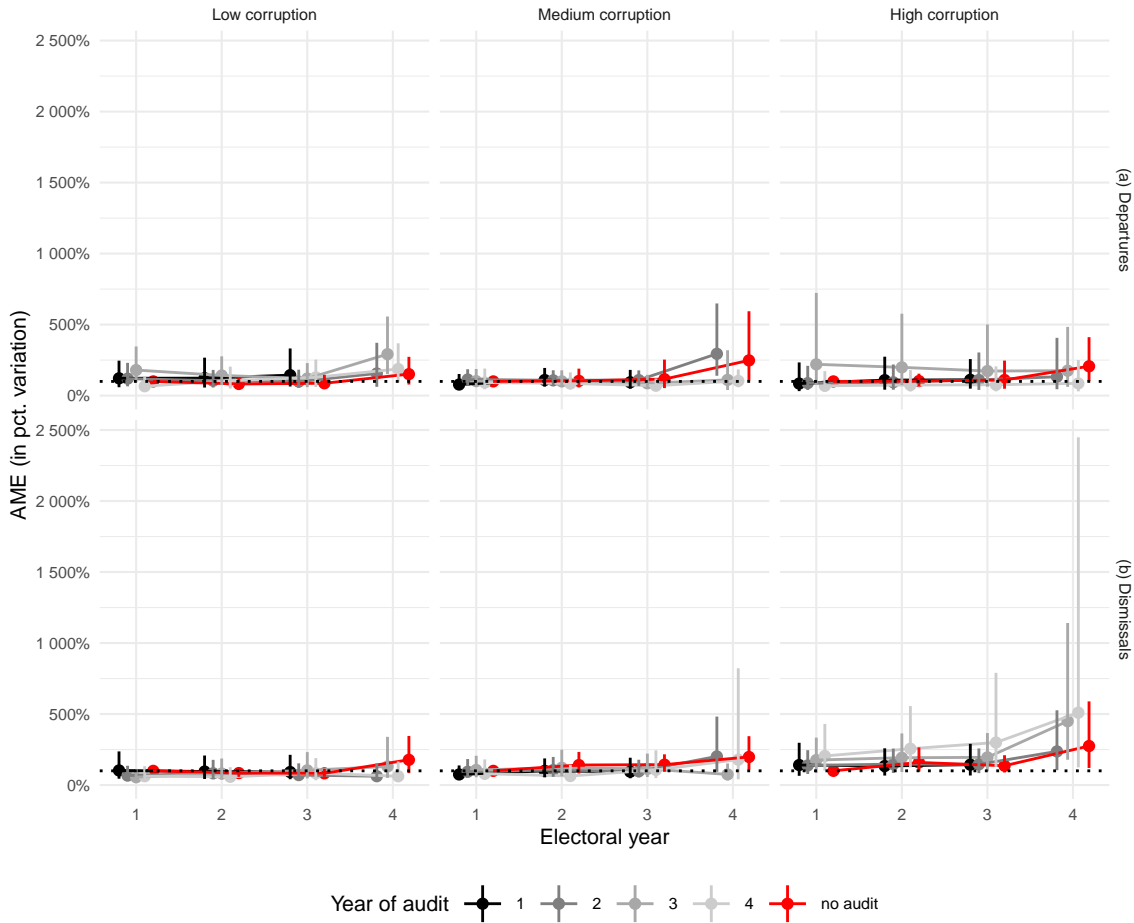 Low corruption
Medium corruption
High corruption
2 500%
2 000%
1 500%
1 000%
500%
0%
(a) Departures
AME (in pct. variation)
2 500%
2 000%
1 500%
1 000%
500%
0%
(b) Dismissals
1 2 3 4
1 2 3 4
1 2 3 4
Electoral year
Year of audit 1 2 3 4 no audit